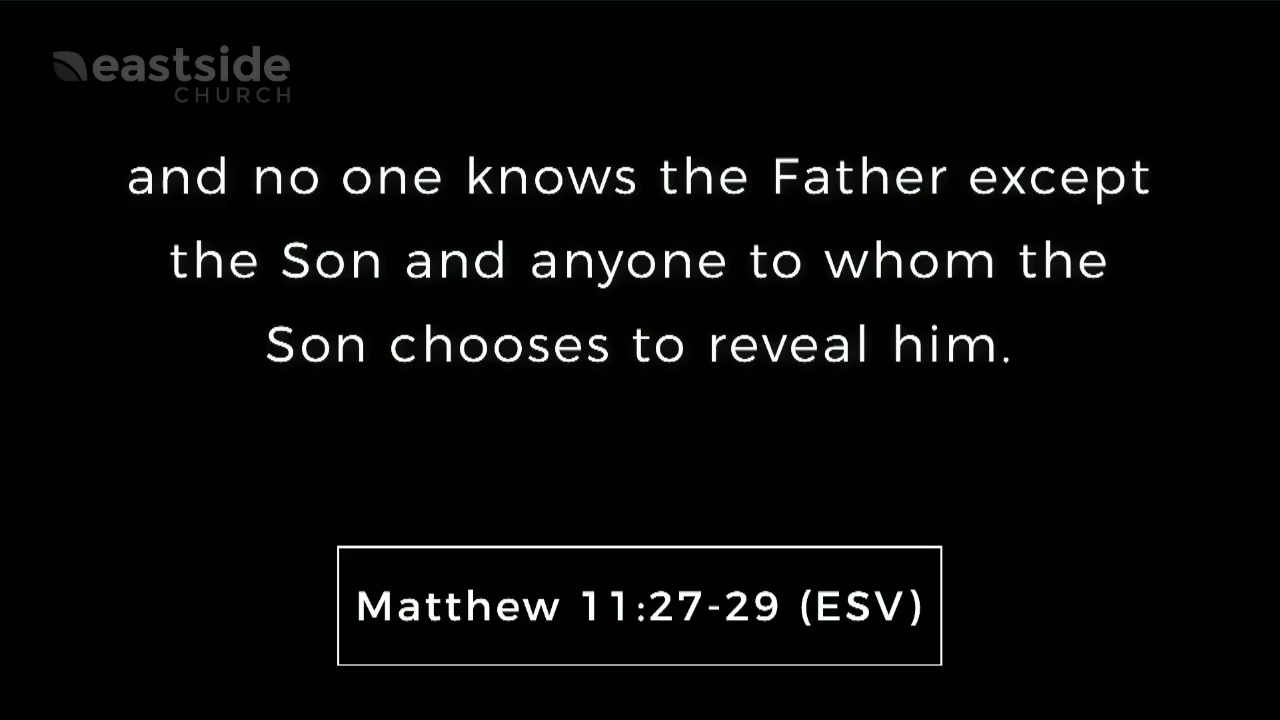 eastside
CHURCH
and no one knows the Father except
the Son and anyone to whom the
Son chooses to reveal him.
Matthew 11:27-29 (ESV)